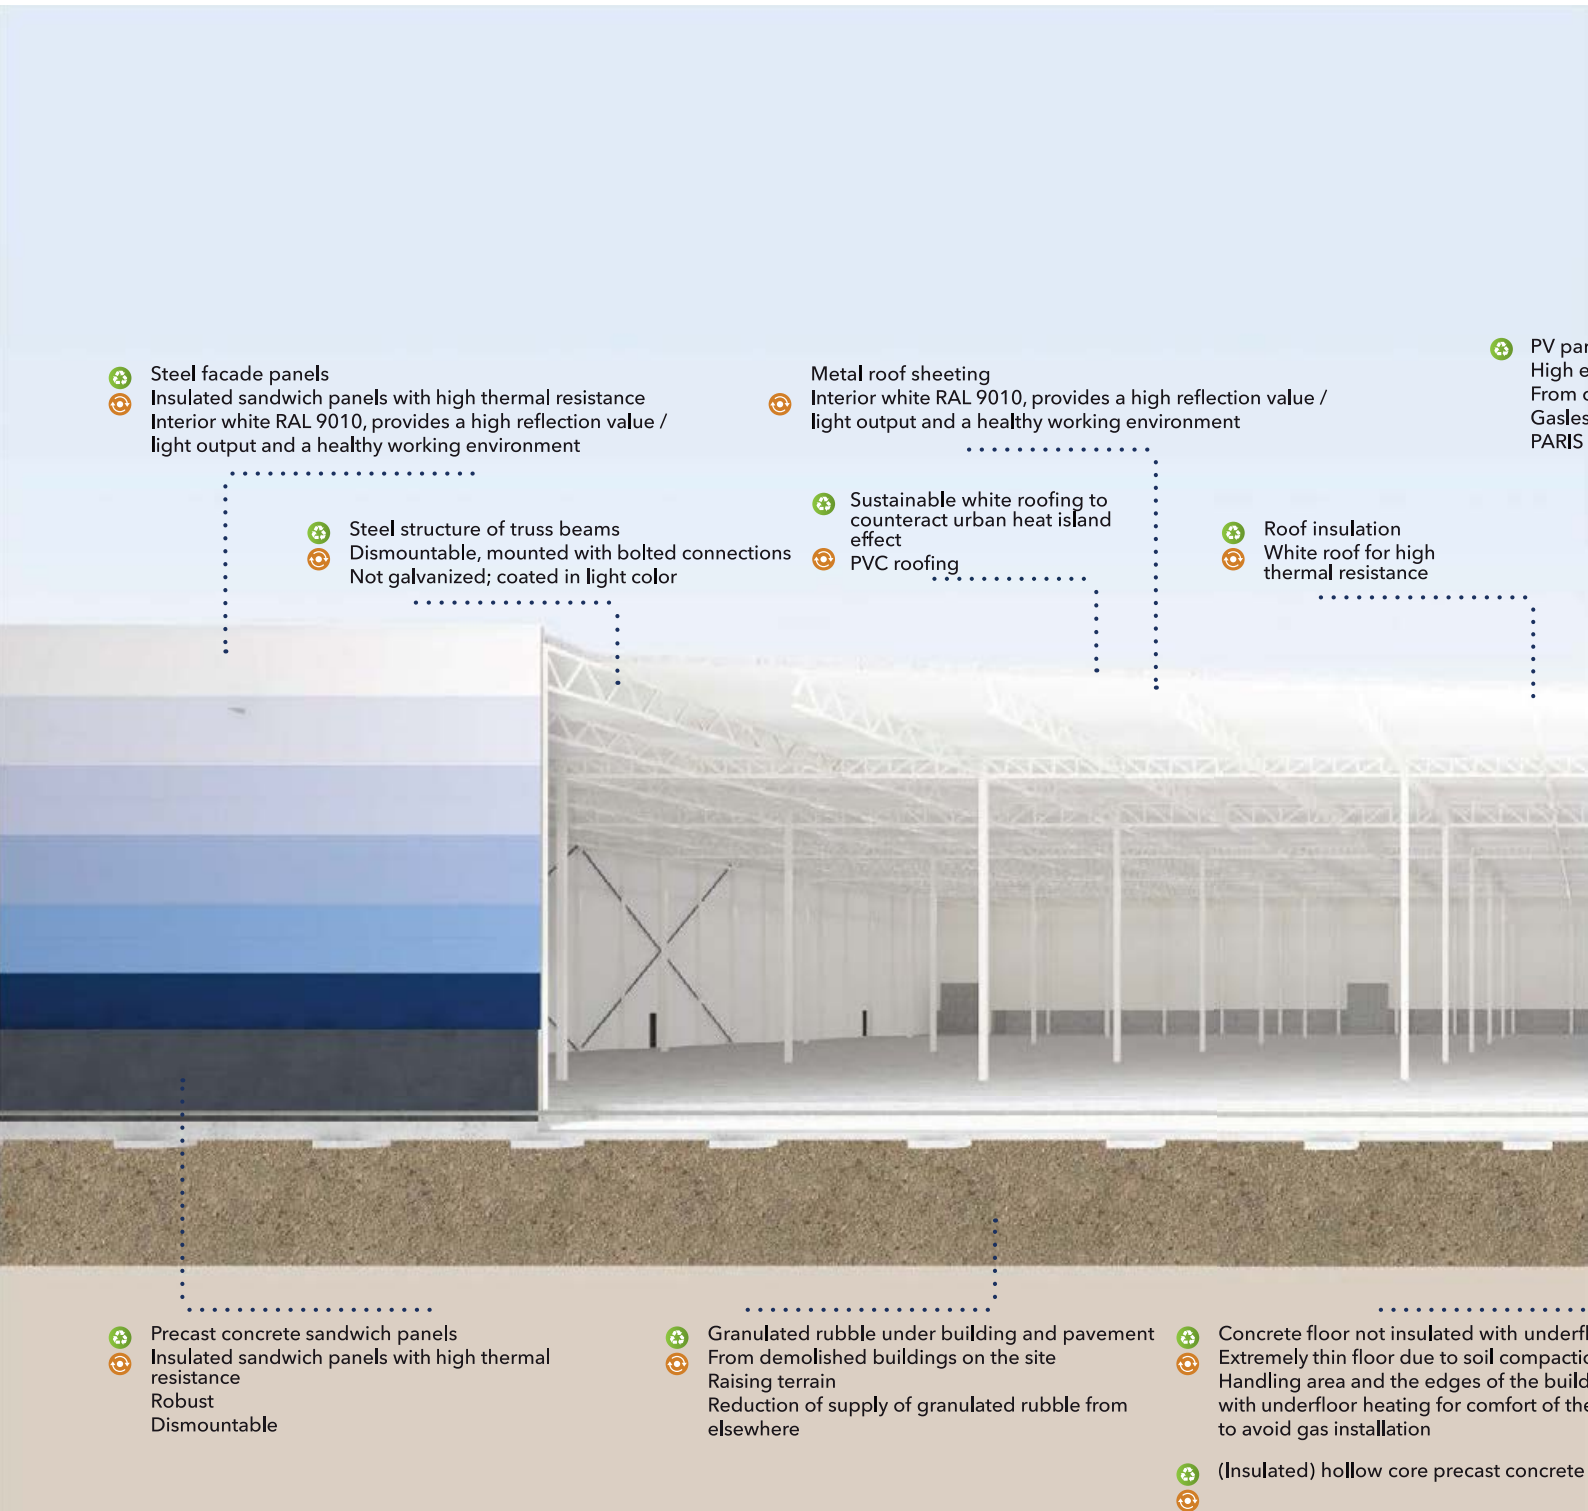 Steel facade panels
Insulated sandwich panels with high thermal resistance
Interior white RAL 9010, provides a high reflection value /
light output and a healthy working environment
Metal roof sheeting
Interior white RAL 9010, provides a high reflection value /
light output and a healthy working environment
PV
High
From
PARIS
Steel structure of truss beams
Dismountable, mounted with bolted connections
Not galvanized; coated in light color
Sustainable white roofing to
counteract urban heat island
effect
PVC roofing
Roof insulation
White roof for high
thermal resistance
Precast concrete sandwich panels
Insulated sandwich panels with high thermal
resistance
Robust
Dismountable
Granulated rubble under building and pavement
From demolished buildings on the site
Raising terrain
Reduction of supply of granulated rubble from
elsewhere
Concrete floor not insulated with
Extremely thin floor due to soil
Handling area and the edges of the
with underfloor heating for comfort of
to avoid gas installation
(Insulated) hollow core precast concrete